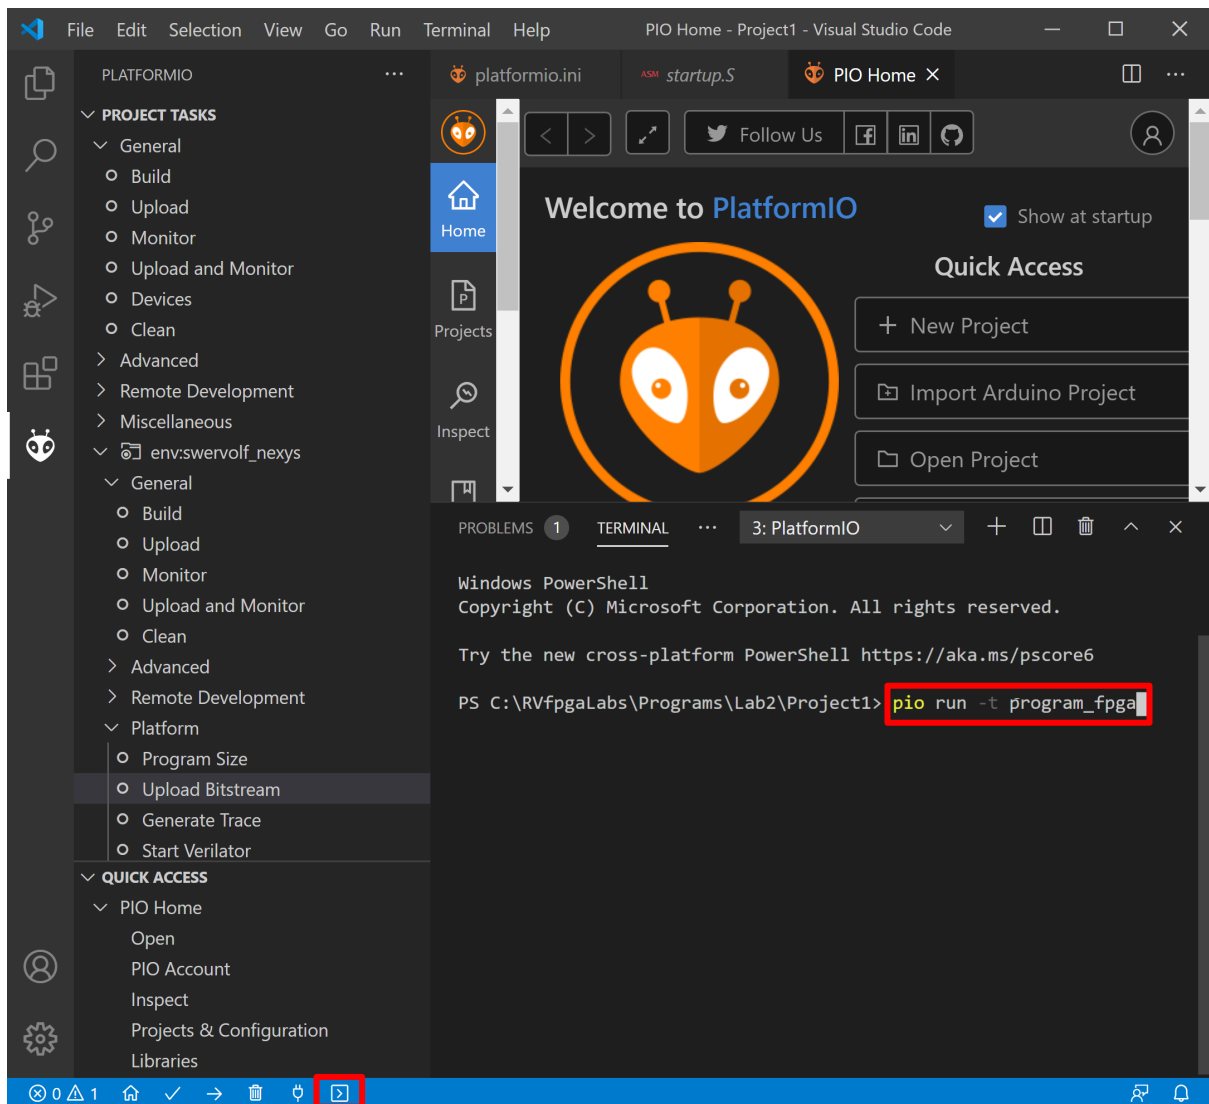 File Edit Selection View Go Run Terminal Help PIO Home - Project1 - Visual Studio Code
PLATFORMIO
PROJECT TASKS
General
Build
Upload
Monitor
Upload and Monitor
Devices
Clean
Advanced
Remote Development
Miscellaneous
env:swervolf_nexys
General
Build
Upload
Monitor
Upload and Monitor
Clean
Advanced
Remote Development
Platform
Program Size
Upload Bitstream
Generate Trace
Start Verilator
QUICK ACCESS
PIO Home
Open
PIO Account
Inspect
Projects & Configuration
Libraries
platformio.ini ASM startup.S PIO Home
Follow Us
Home
Projects
Inspect
Welcome to PlatformIO
Show at startup
Quick Access
New Project
Import Arduino Project
Open Project
PROBLEMS 1 TERMINAL ··· 3: PlatformIO
Windows PowerShell
Copyright (C) Microsoft Corporation. All rights reserved.
Try the new cross-platform PowerShell https://aka.ms/pscore6
PS C:\RVfpgaLabs\Programs\Lab2\Project1> pio run -t program_fpga
0 1